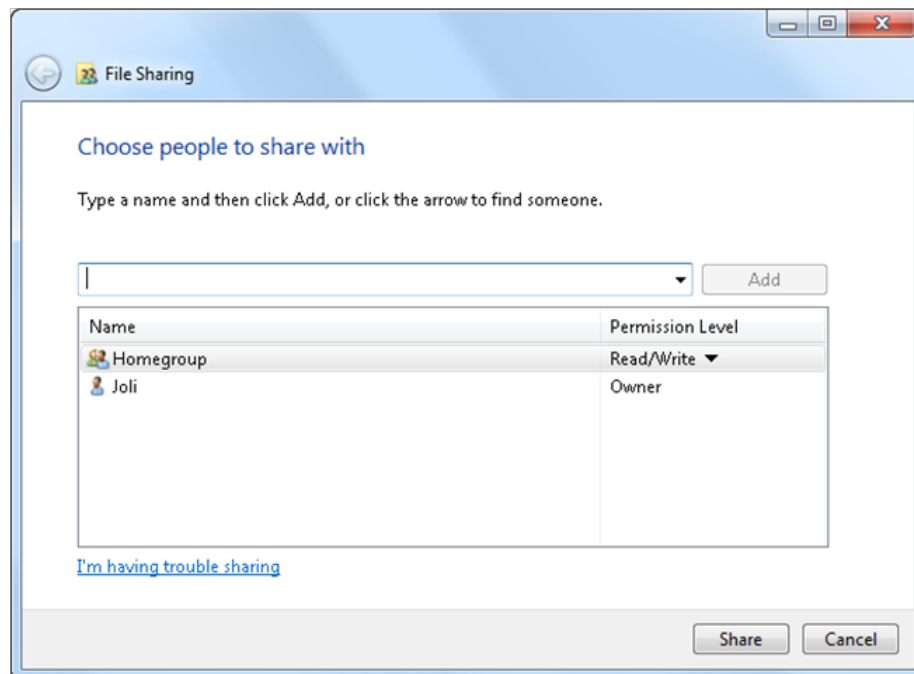 File Sharing
Choose people to share with
Type a name and then click Add, or click the arrow to find someone.
Add
Name Permission Level
Homegroup Read/Write
Joli Owner
I'm having trouble sharing
Share Cancel